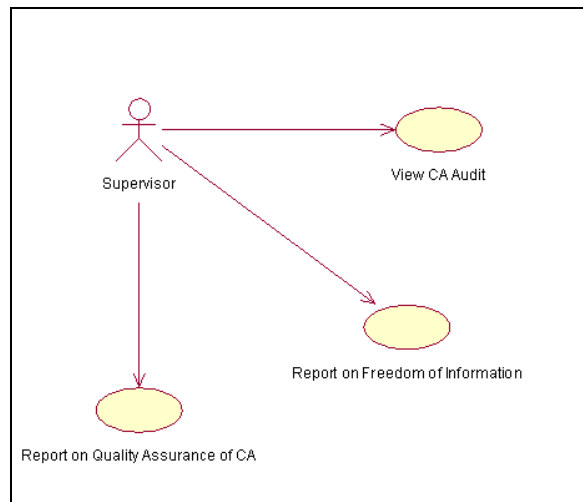 View CA Audit
Supervisor
Report on Freedom of Information
Report on Quality Assurance of CA